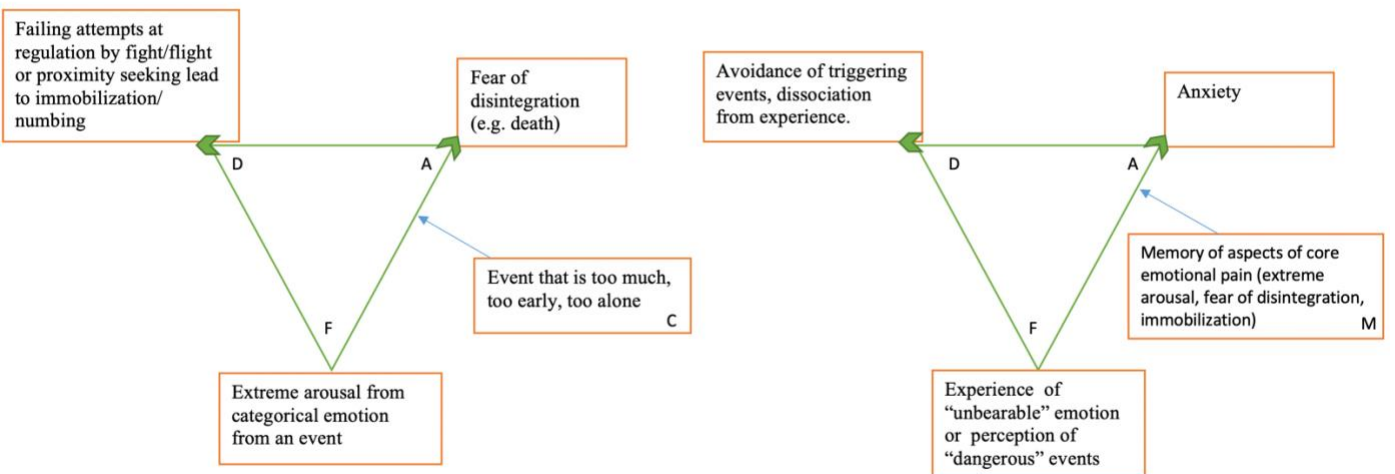 Failing attempts at
regulation by fight/flight
or proximity seeking lead
to immobilization/
numbing
Fear of
disintegration
(e.g. death)
D
A
Event that is too much,
too early, too alone
C
F
Extreme arousal from
categorical emotion
from an event
Avoidance of triggering
events, dissociation
from experience.
Anxiety
D
A
Memory of aspects of core
emotional pain (extreme
arousal, fear of disintegration,
immobilization)
M
F
Experience of
“unbearable” emotion
or perception of
“dangerous” events